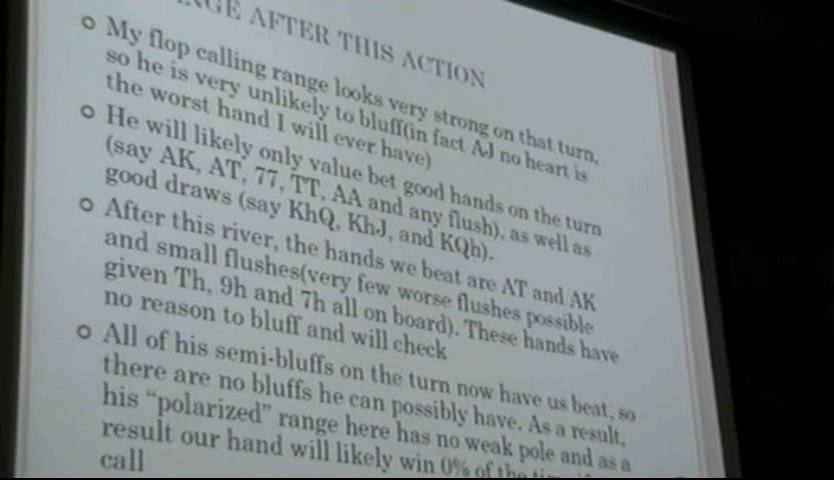 AFTER THIS ACTION
My flop calling range looks very strong on that turn,
so he is very unlikely to bluff(in fact AJ no heart is
the worst hand I will ever have)
He will likely only value bet good hands on the turn
(say AK, AT, 77, TT, AA and any flush), as well as
good draws (say KhQ, KhJ, and KQh).
After this river, the hands we beat are AT and AK
and small flushes(very few worse flushes possible
given Th, 9h and 7h all on board). These hands have
no reason to bluff and will check
All of his semi-bluffs on the turn now have us beat, so
there are no bluffs he can possibly have. As a result,
his “polarized” range here has no weak pole and as a
result our hand will likely win 0% of the
call